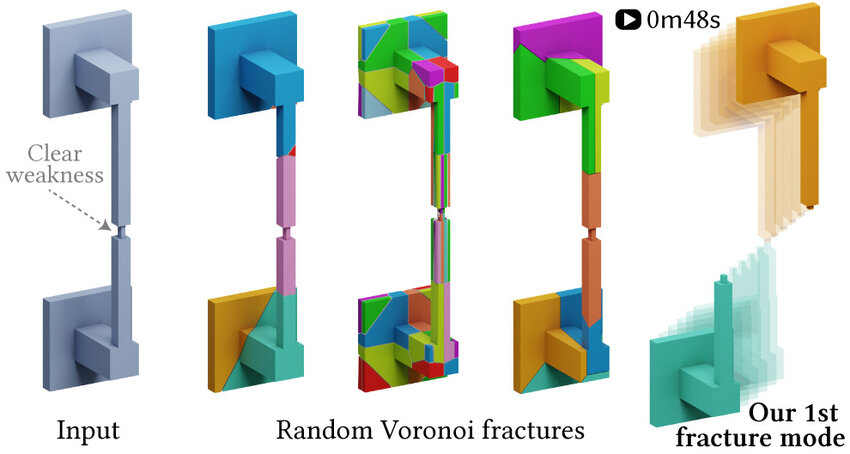 0m48s
Clear
weakness
Input
Random Voronoi fractures
Our 1st
fracture mode